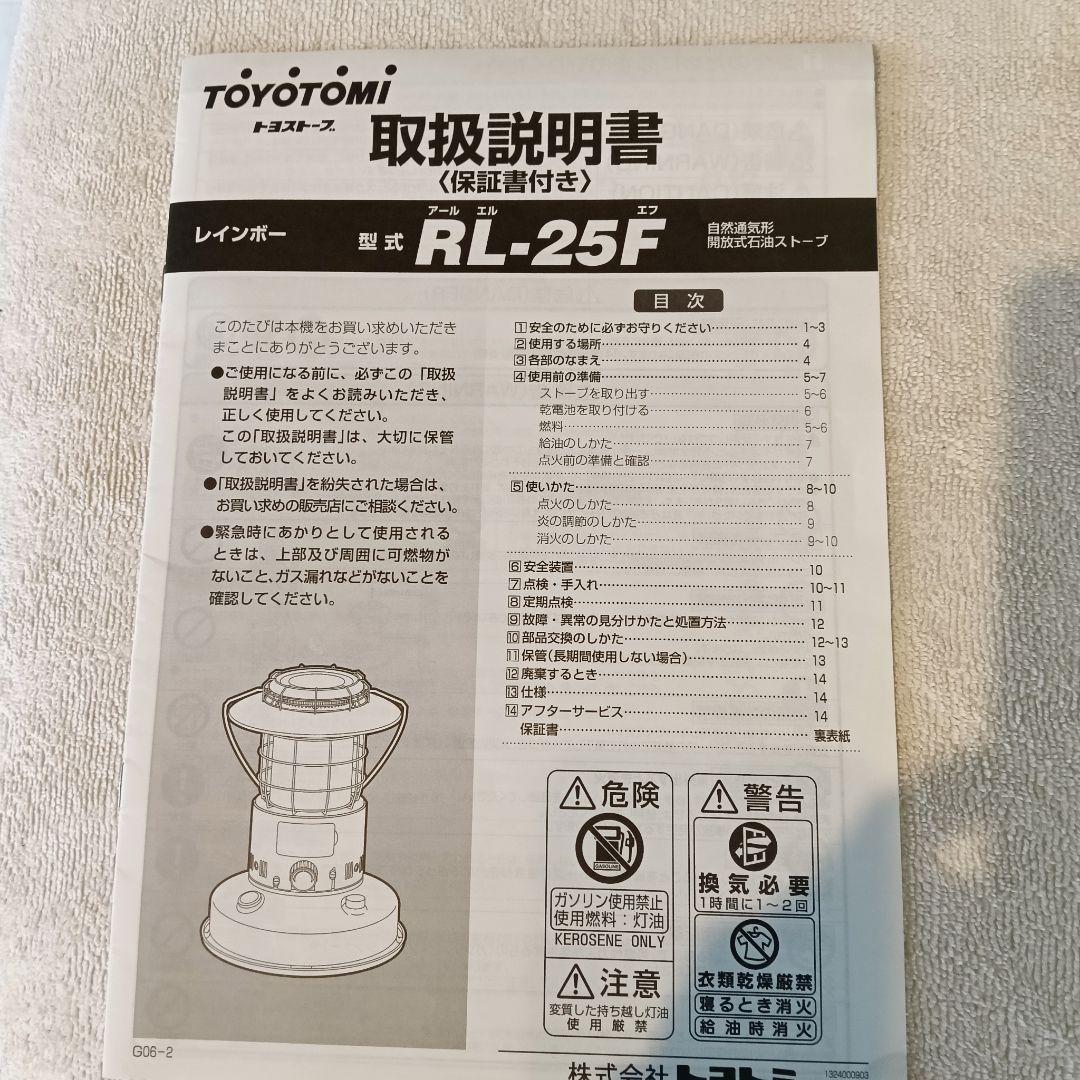 TOYOTOMI
トヨストーブ
取扱説明書
〈保証書付き〉
レインボー
型式
アール エル エフ
RL-25F
自然通気形
開放式石油ストーブ
このたびは本機をお買い求めいただき
まことにありがとうございます。
●ご使用になる前に、必ずこの「取扱
説明書」をよくお読みいただき、
正しく使用してください。
この「取扱説明書」は、大切に保管
しておいてください。
●「取扱説明書」を紛失された場合は、
お買い求めの販売店にご相談ください。
●緊急時にあかりとして使用される
ときは、上部及び周囲に可燃物が
ないこと、ガス漏れなどがないことを
確認してください。
目次
1 安全のために必ずお守りください 1~3
2 使用する場所 4
3 各部のなまえ 4
4 使用前の準備 5~7
ストーブを取り出す 5~6
乾電池を取り付ける 6
燃料 5~6
給油のしかた 7
点火前の準備と確認 7
5 使いかた 8~10
点火のしかた 8
炎の調節のしかた 9
消火のしかた 9~10
6 安全装置 10
7 点検・手入れ 10~11
8 定期点検 11
9 故障・異常の見分けかたと処置方法 12
10 部品交換のしかた 12~13
11 保管(長期間使用しない場合) 13
12 廃棄するとき 14
13 仕様 14
14 アフターサービス 14
保証書 裏表紙
危険
GASOLINE
ガソリン使用禁止
使用燃料:灯油
KEROSENE ONLY
注意
変質した持ち越し灯油
使用厳禁
警告
換気必要
1時間に1~2回
衣類乾燥厳禁
寝るとき消火
給油時消火
G06-2
株式会社トヨトミ
1324000903